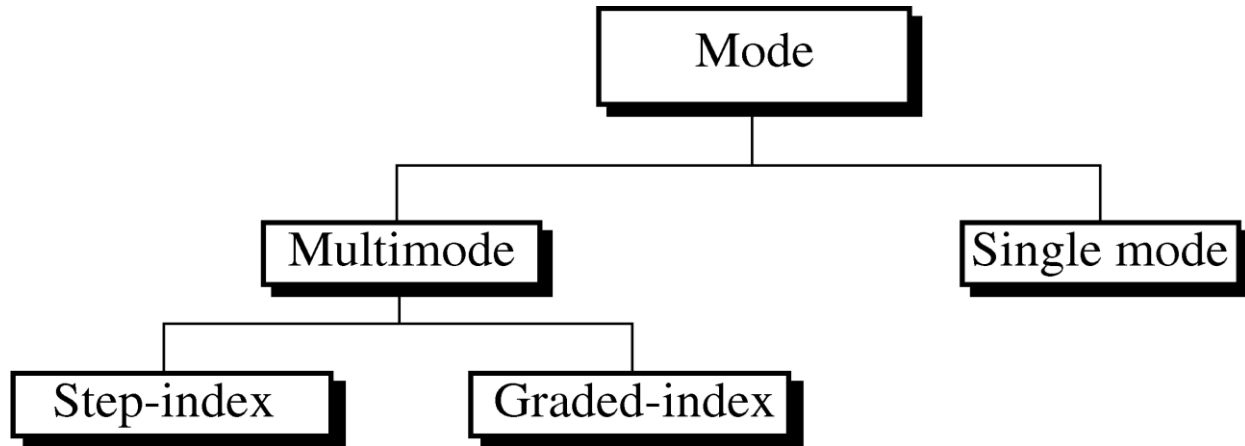 Mode
Multimode
Single mode
Step-index
Graded-index